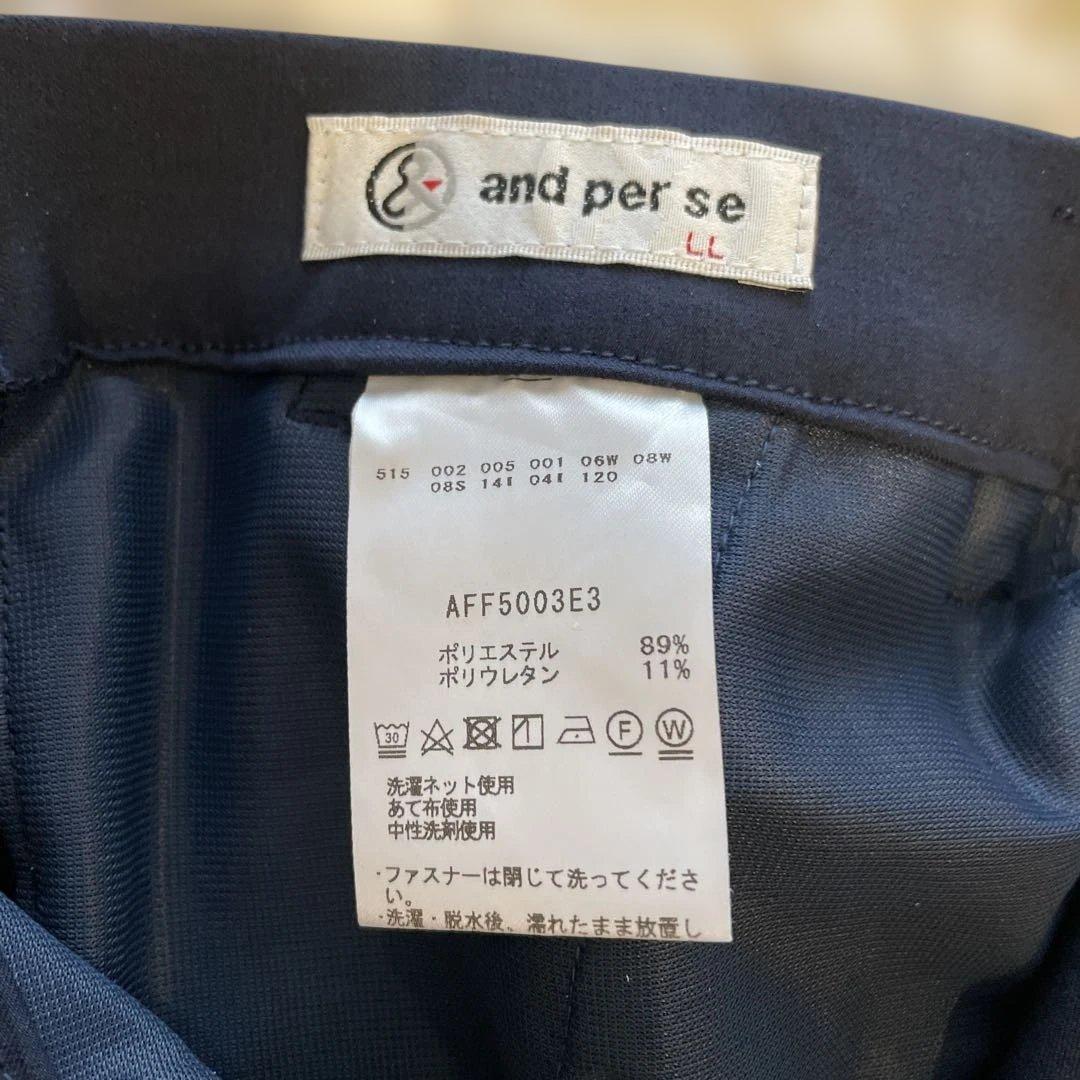 & and per se
LL
515 002 005 001 06W 08W
08S 14I 04I 120
AFF5003E3
ポリエステル 89%
ポリウレタン 11%
30 F W
洗濯ネット使用
あて布使用
中性洗剤使用
・ファスナーは閉じて洗ってくださ
い。
・洗濯・脱水後、濡れたまま放置し